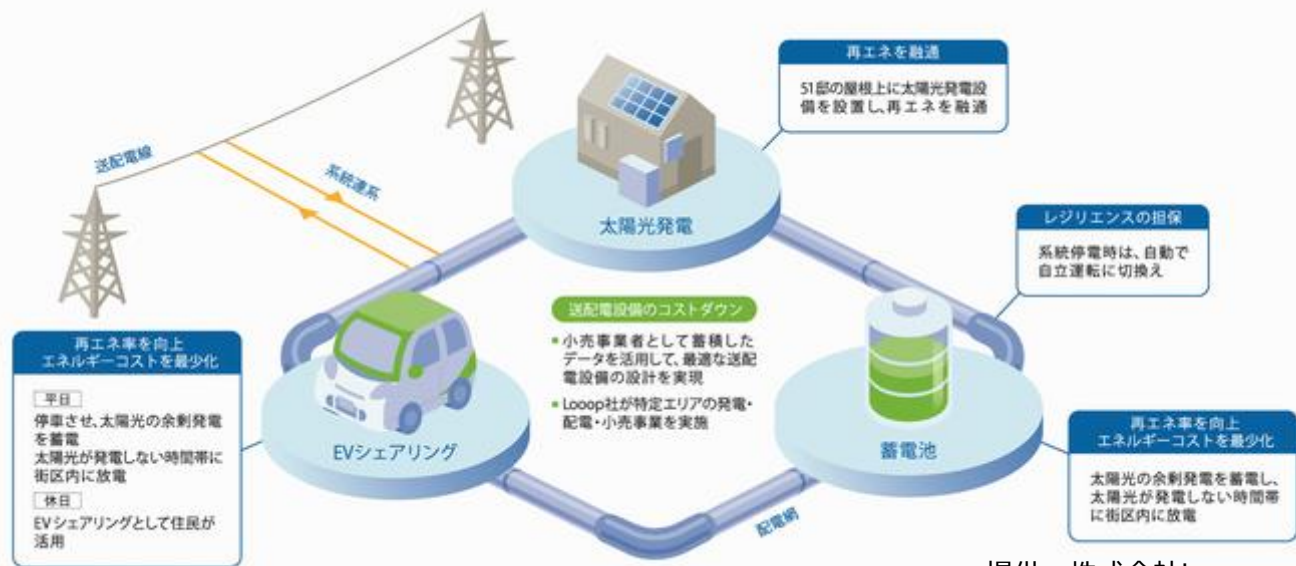 再エネを融通
51邸の屋根上に太陽光発電設
備を設置し、再エネを融通
送配電線
系統連系
太陽光発電
レジリエンスの担保
系統停電時は、自動で
自立運転に切換え
送配電設備のコストダウン
▪小売事業者として蓄積した
データを活用して、最適な送配
電設備の設計を実現
▪Looop社が特定エリアの発電・
配電・小売事業を実施
再エネ率を向上
エネルギーコストを最少化
平日
停車させ、太陽光の余剰発電
を蓄電
太陽光が発電しない時間帯に
街区内に放電
休日
EVシェアリングとして住民が
活用
EVシェアリング
蓄電池
再エネ率を向上
エネルギーコストを最少化
太陽光の余剰発電を蓄電し、
太陽光が発電しない時間帯
に街区内に放電
配電網